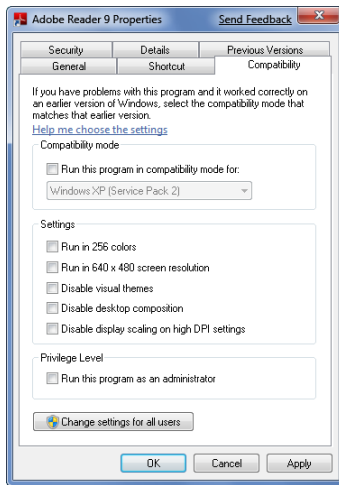 Adobe Reader 9 Properties Send Feedback
Security Details Previous Versions
General Shortcut Compatibility
If you have problems with this program and it worked correctly on
an earlier version of Windows, select the compatibility mode that
matches that earlier version.
Help me choose the settings
Compatibility mode
Run this program in compatibility mode for:
Windows XP (Service Pack 2)
Settings
Run in 256 colors
Run in 640 x 480 screen resolution
Disable visual themes
Disable desktop composition
Disable display scaling on high DPI settings
Privilege Level
Run this program as an administrator
Change settings for all users
OK Cancel Apply